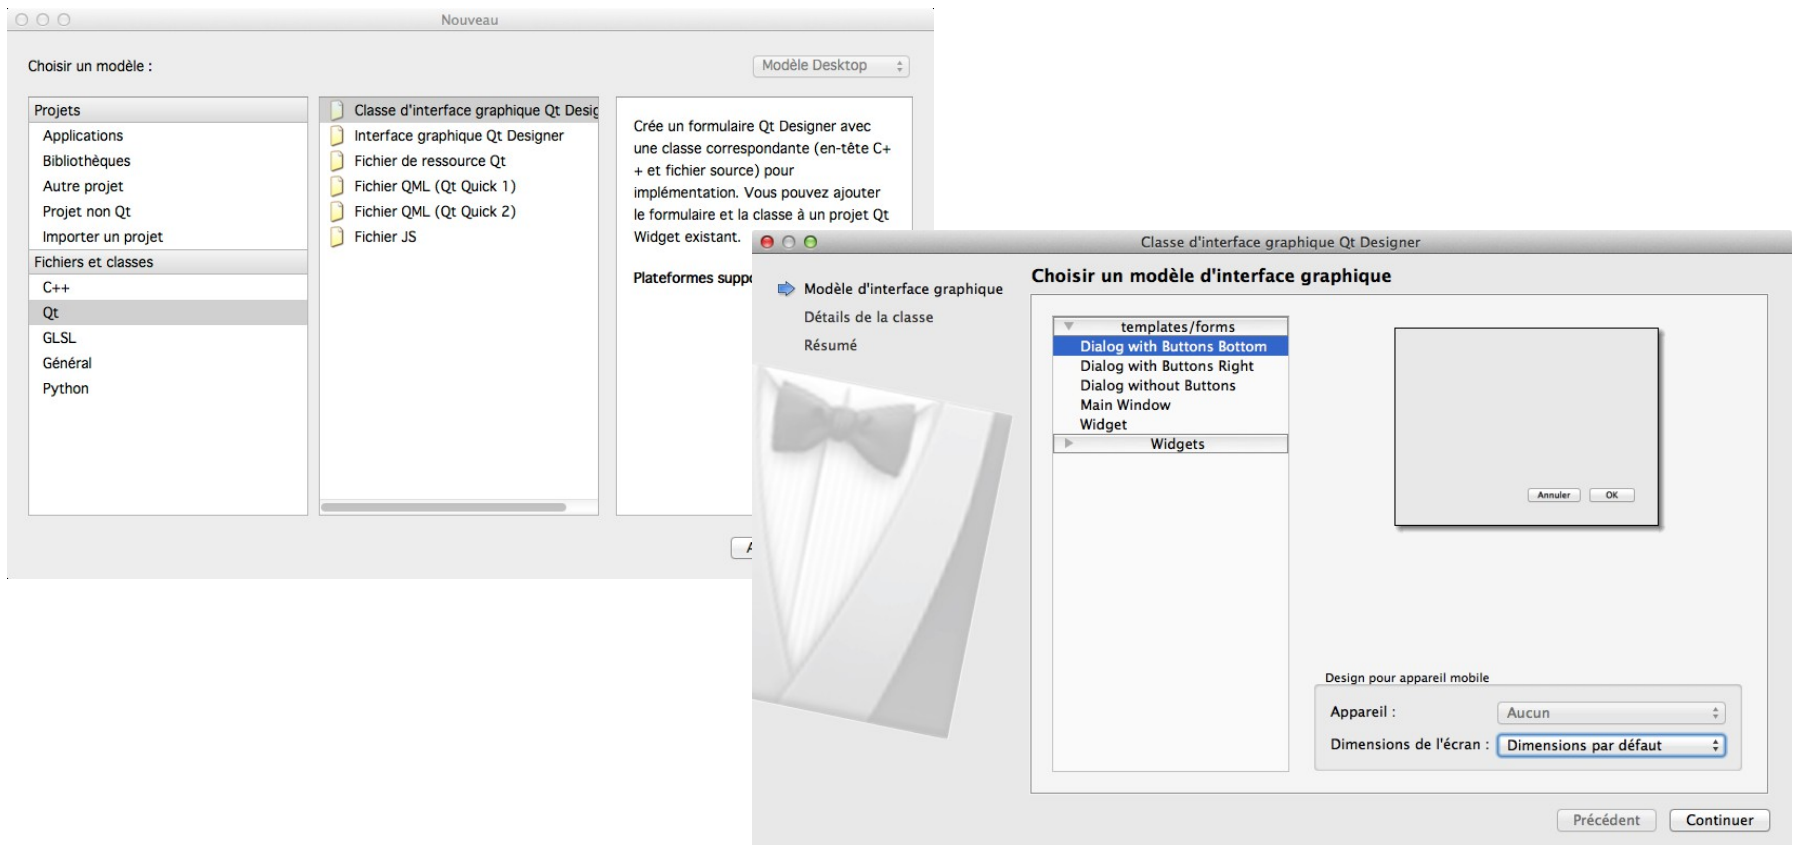 Nouveau
Choisir un modèle :
Modèle Desktop
Projets
Applications
Bibliothèques
Autre projet
Projet non Qt
Importer un projet
Fichiers et classes
C++
Qt
GLSL
Général
Python
Classe d'interface graphique Qt Desig
Interface graphique Qt Designer
Fichier de ressource Qt
Fichier QML (Qt Quick 1)
Fichier QML (Qt Quick 2)
Fichier JS
Crée un formulaire Qt Designer avec
une classe correspondante (en-tête C+
+ et fichier source) pour
implémentation. Vous pouvez ajouter
le formulaire et la classe à un projet Qt
Widget existant.
Plateformes
Classe d'interface graphique Qt Designer
Modèle d'interface graphique
Détails de la classe
Résumé
Choisir un modèle d'interface graphique
templates/forms
Dialog with Buttons Bottom
Dialog with Buttons Right
Dialog without Buttons
Main Window
Widget
Widgets
Annuler OK
Design pour appareil mobile
Appareil : Aucun
Dimensions de l'écran : Dimensions par défaut
Précédent Continuer